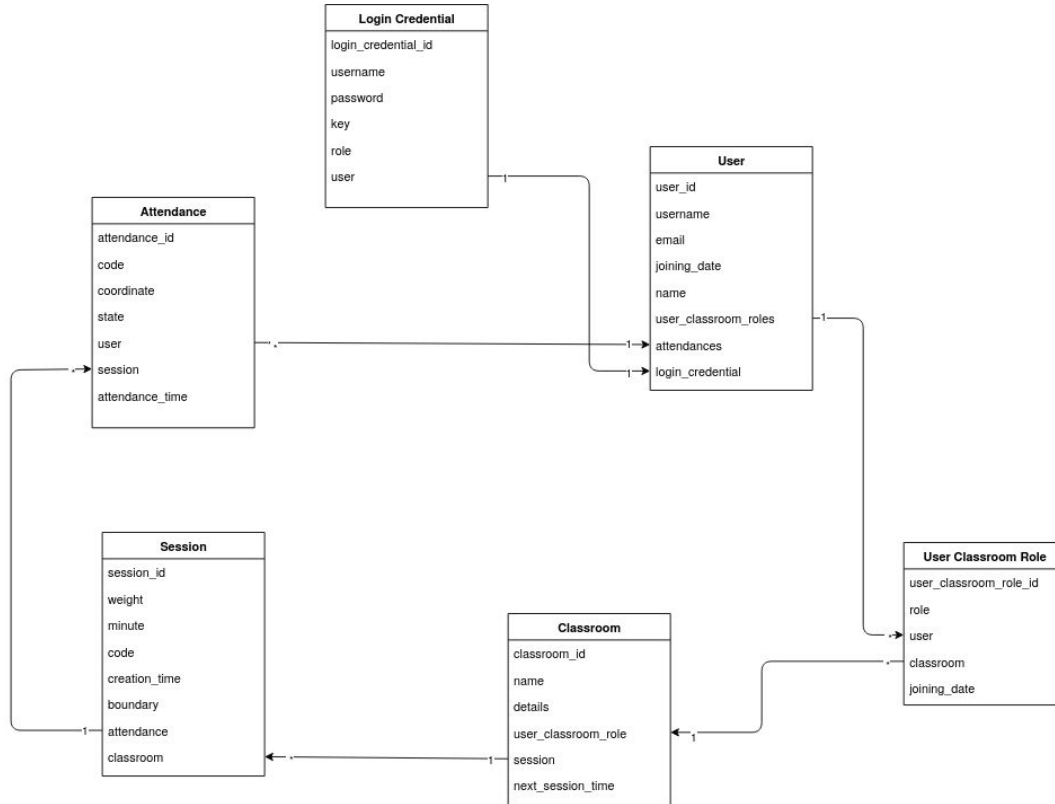 Login Credential
login_credential_id
username
password
key
role
user
1
User
user_id
username
email
joining_date
name
user_classroom_roles
attendances
login_credential
1
1
1
Attendance
attendance_id
code
coordinate
state
user
session
attendance_time
*
*
Session
session_id
weight
minute
code
creation_time
boundary
attendance
classroom
1
*
Classroom
classroom_id
name
details
user_classroom_role
session
next_session_time
1
1
User Classroom Role
user_classroom_role_id
role
user
classroom
joining_date
*
*